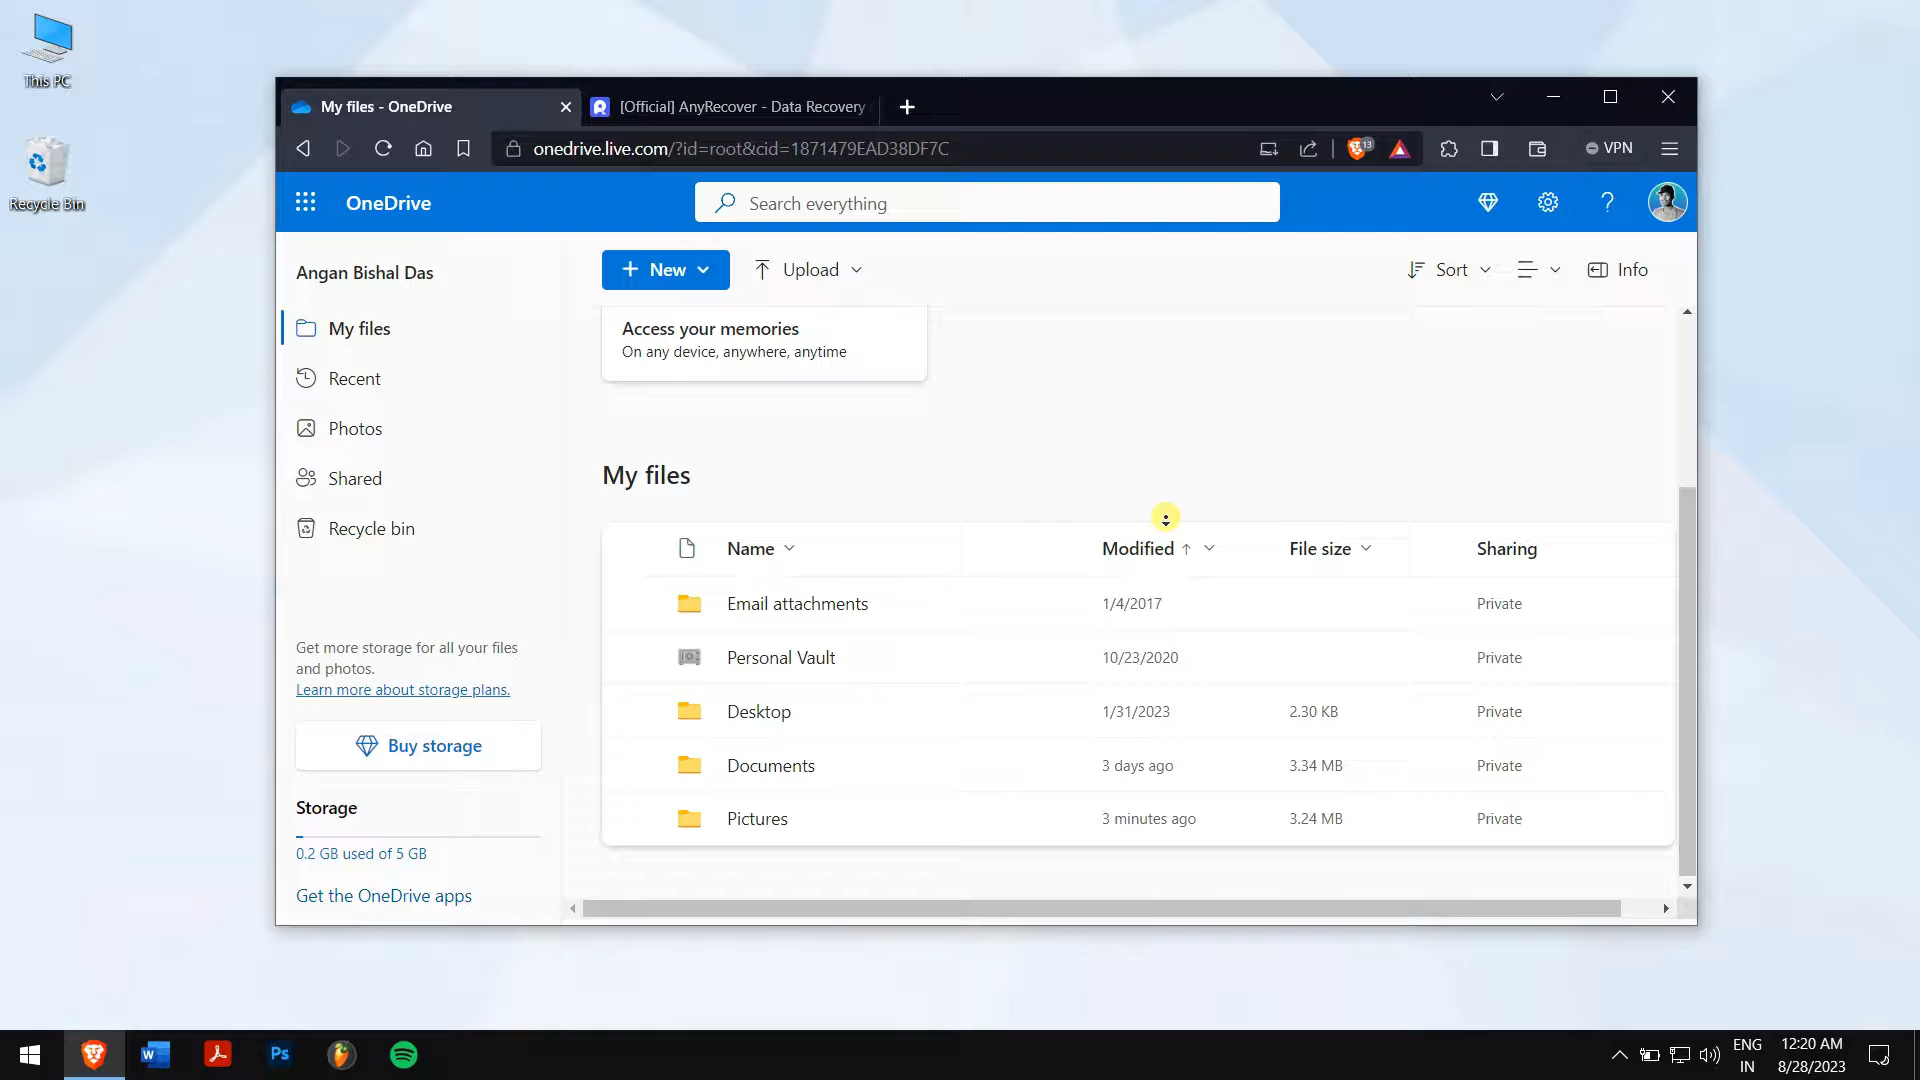 This PC
Recycle Bin
My files - OneDrive
[Official] AnyRecover - Data Recovery
onedrive.live.com/?id=root&cid=1871479EAD38DF7C
13
VPN
OneDrive
Search everything
Angan Bishal Das
My files
Recent
Photos
Shared
Recycle bin
Get more storage for all your files
and photos.
Learn more about storage plans.
Buy storage
Storage
0.2 GB used of 5 GB
Get the OneDrive apps
New
Upload
Sort
Info
Access your memories
On any device, anywhere, anytime
My files
Name Modified File size Sharing
Email attachments 1/4/2017 Private
Personal Vault 10/23/2020 Private
Desktop 1/31/2023 2.30 KB Private
Documents 3 days ago 3.34 MB Private
Pictures 3 minutes ago 3.24 MB Private
W
Ps
ENG
IN
12:20 AM
8/28/2023